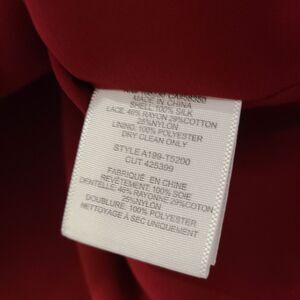 MADE IN CHINA
SHELL: 100% SILK
LACE: 46% RAYON 29%COTTON
25%NYLON
LINING: 100% POLYESTER
DRY CLEAN ONLY
STYLE A199-T5200
CUT 425399
FABRIQUÉ EN CHINE
REVÊTEMENT: 100% SOIE
DENTELLE: 46% RAYONNE 29%COTTON
25%NYLON
DOUBLURE: 100% POLYESTER
NETTOYAGE À SEC UNIQUEMENT